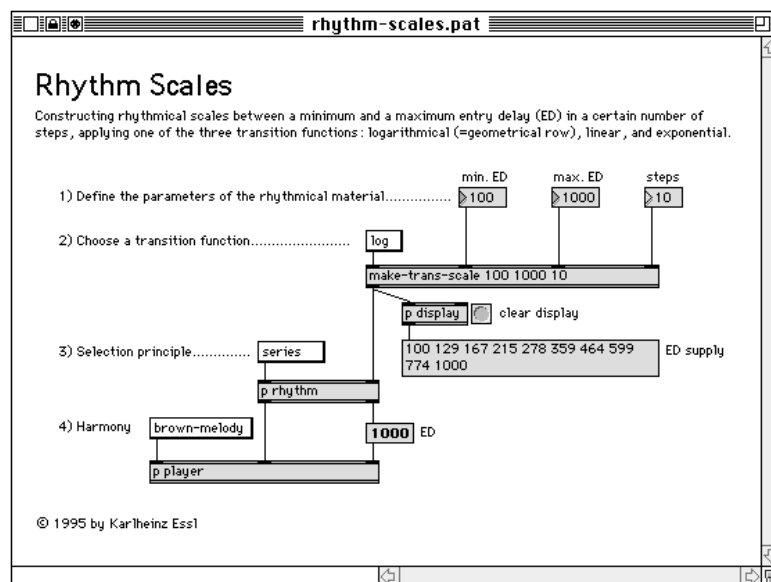 rhythm-scales.pat
Rhythm Scales
Constructing rhythmical scales between a minimum and a maximum entry delay (ED) in a certain number of
steps, applying one of the three transition functions: logarithmical (=geometrical row), linear, and exponential.
min. ED max. ED steps
1) Define the parameters of the rhythmical material................ 100 1000 10
2) Choose a transition function........................ log
make-trans-scale 100 1000 10
p display clear display
3) Selection principle.............. series
100 129 167 215 278 359 464 599 ED supply
774 1000
p rhythm
4) Harmony brown-melody 1000 ED
p player
© 1995 by Karlheinz Essl